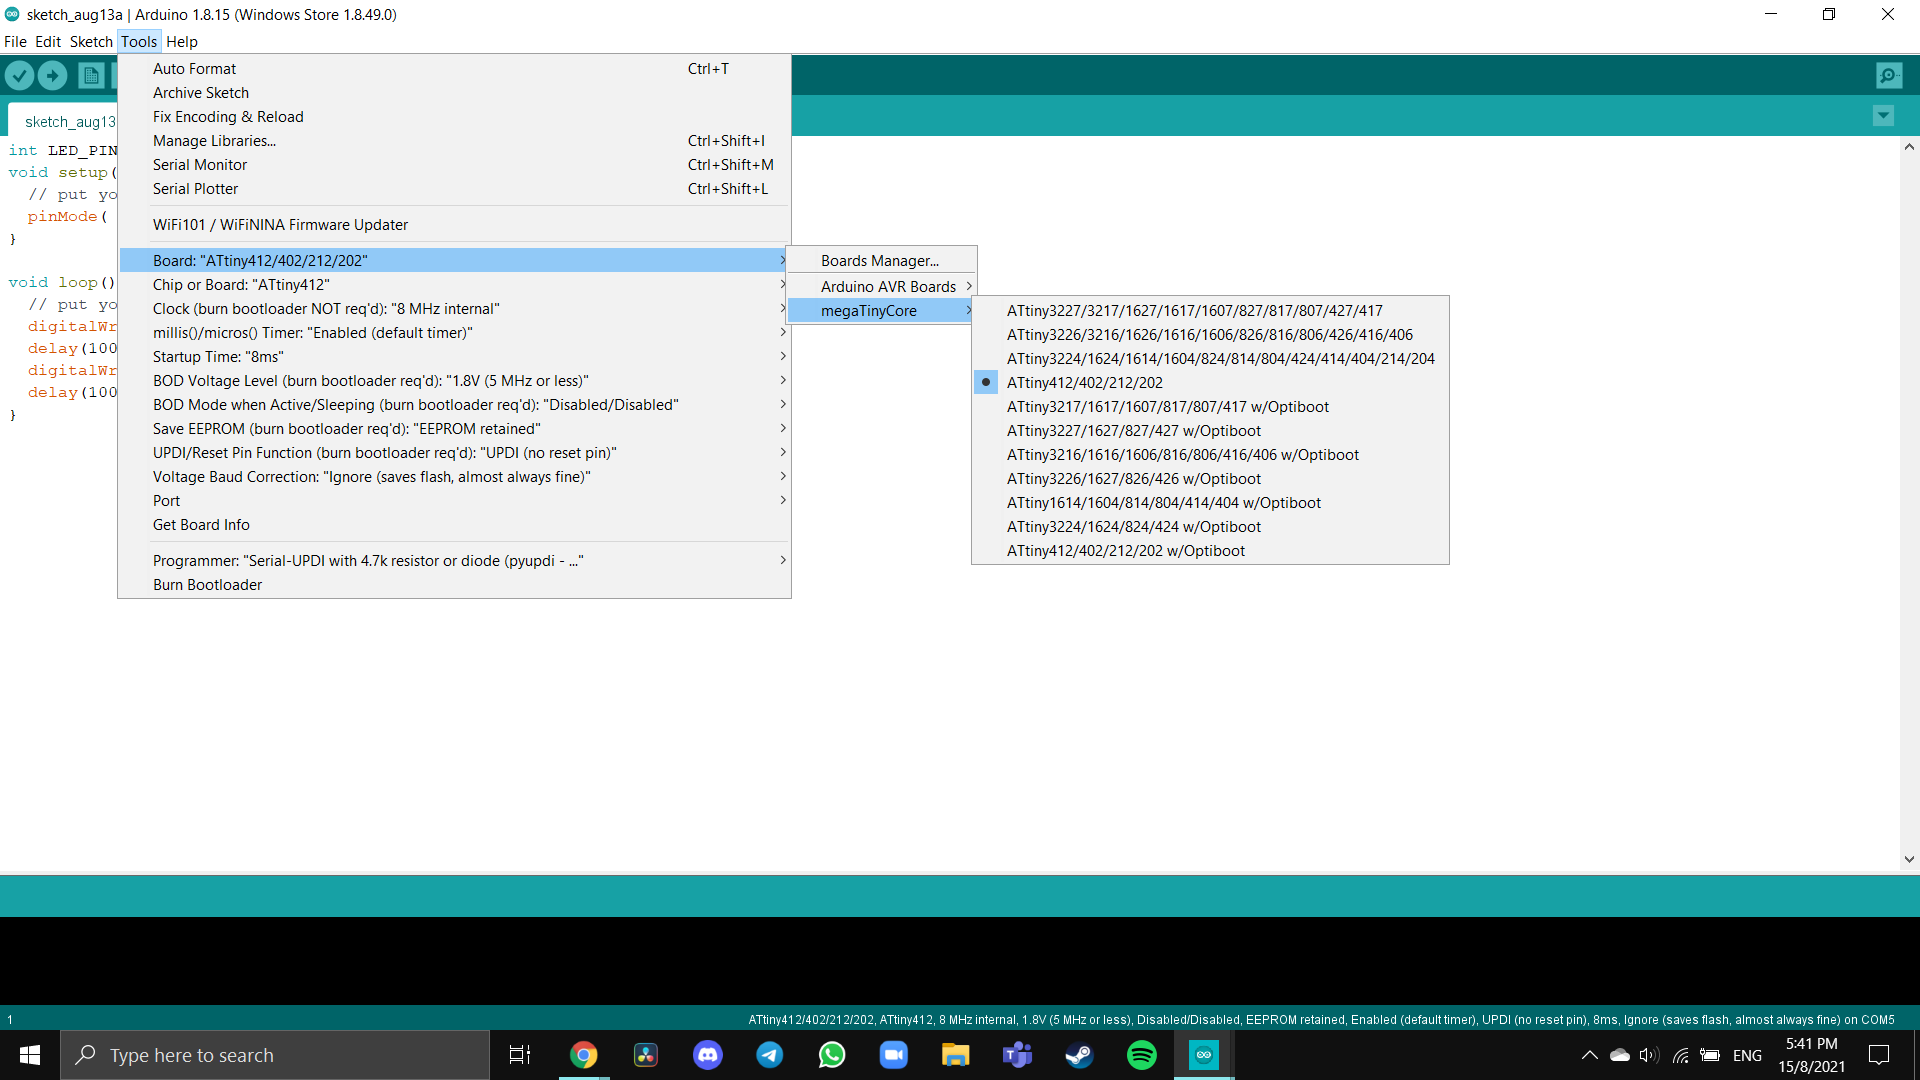 sketch_aug13a | Arduino 1.8.15 (Windows Store 1.8.49.0)
File Edit Sketch Tools Help
Auto Format Ctrl+T
Archive Sketch
Fix Encoding & Reload
Manage Libraries... Ctrl+Shift+I
Serial Monitor Ctrl+Shift+M
Serial Plotter Ctrl+Shift+L
WiFi101 / WiFiNINA Firmware Updater
Board: "ATtiny412/402/212/202"
Chip or Board: "ATtiny412"
Clock (burn bootloader NOT req'd): "8 MHz internal"
millis()/micros() Timer: "Enabled (default timer)"
Startup Time: "8ms"
BOD Voltage Level (burn bootloader req'd): "1.8V (5 MHz or less)"
BOD Mode when Active/Sleeping (burn bootloader req'd): "Disabled/Disabled"
Save EEPROM (burn bootloader req'd): "EEPROM retained"
UPDI/Reset Pin Function (burn bootloader req'd): "UPDI (no reset pin)"
Voltage Baud Correction: "Ignore (saves flash, almost always fine)"
Port
Get Board Info
Programmer: "Serial-UPDI with 4.7k resistor or diode (pyupdi - ..."
Burn Bootloader
Boards Manager...
Arduino AVR Boards
megaTinyCore
ATtiny3227/3217/1627/1617/1607/827/817/807/427/417
ATtiny3226/3216/1626/1616/1606/826/816/806/426/416/406
ATtiny3224/1624/1614/1604/824/814/804/424/414/404/214/204
ATtiny412/402/212/202
ATtiny3217/1617/1607/817/807/417 w/Optiboot
ATtiny3227/1627/827/427 w/Optiboot
ATtiny3216/1616/1606/816/806/416/406 w/Optiboot
ATtiny3226/1627/826/426 w/Optiboot
ATtiny1614/1604/814/804/414/404 w/Optiboot
ATtiny3224/1624/824/424 w/Optiboot
ATtiny412/402/212/202 w/Optiboot
sketch_aug13
int LED_PIN
void setup(
// put yo
pinMode(
}
void loop()
// put yo
digitalWr
delay(100
digitalWr
delay(100
}
1 ATtiny412/402/212/202, ATtiny412, 8 MHz internal, 1.8V (5 MHz or less), Disabled/Disabled, EEPROM retained, Enabled (default timer), UPDI (no reset pin), 8ms, Ignore (saves flash, almost always fine) on COM5
Type here to search
ENG
5:41 PM
15/8/2021